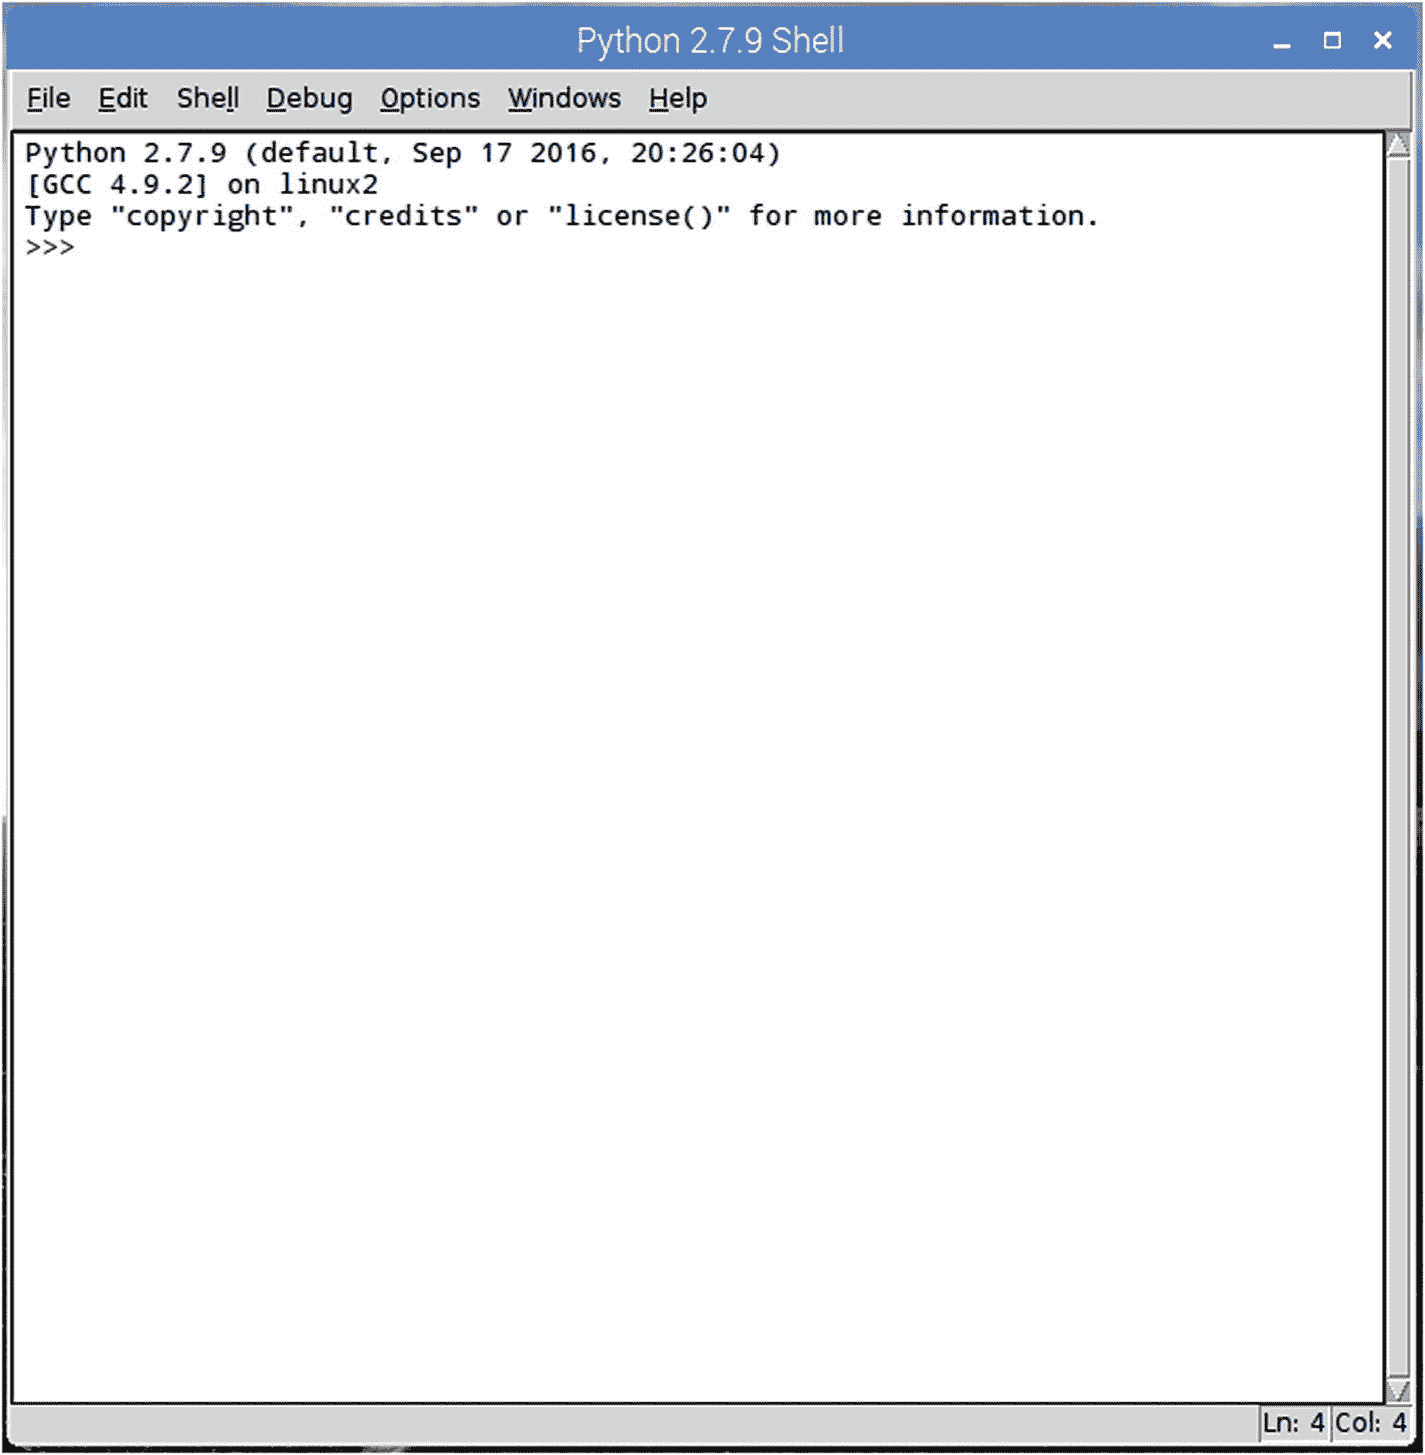 Python 2.7.9 Shell
File Edit Shell Debug Options Windows Help
Python 2.7.9 (default, Sep 17 2016, 20:26:04)
[GCC 4.9.2] on linux2
Type "copyright", "credits" or "license()" for more information.
>>>
Ln: 4 Col: 4